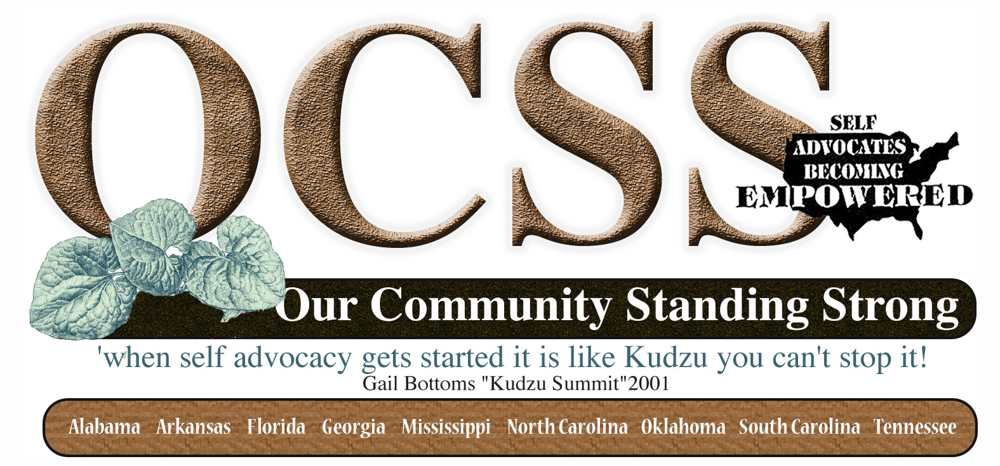 OCSS
SELF
ADVOCATES
BECOMING
EMPOWERED
Our Community Standing Strong
'when self advocacy gets started it is like Kudzu you can't stop it!
Gail Bottoms "Kudzu Summit"2001
Alabama Arkansas Florida Georgia Mississippi North Carolina Oklahoma South Carolina Tennessee